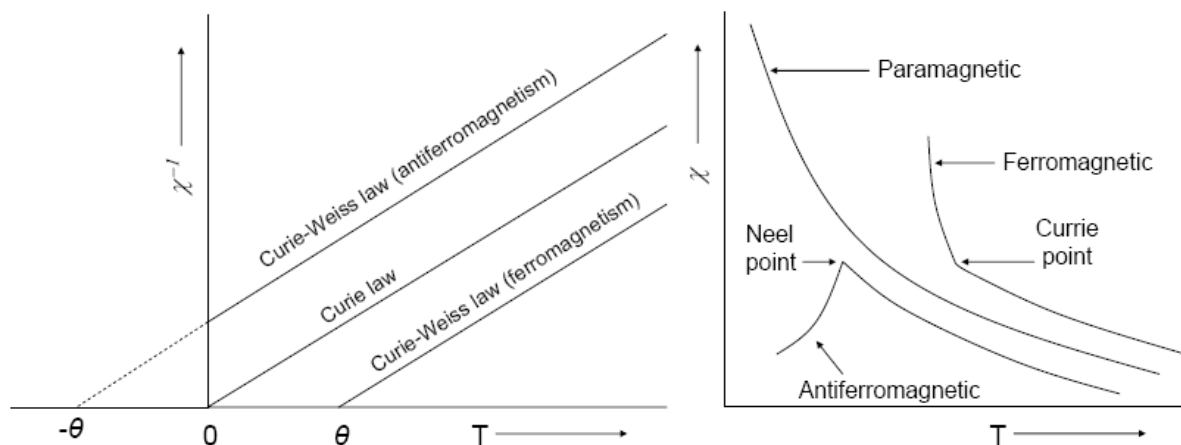 χ⁻¹
Curie-Weiss law (antiferromagnetism)
Curie law
Curie-Weiss law (ferromagnetism)
-θ
0
θ
T
χ
Paramagnetic
Ferromagnetic
Neel
point
Currie
point
Antiferromagnetic
T